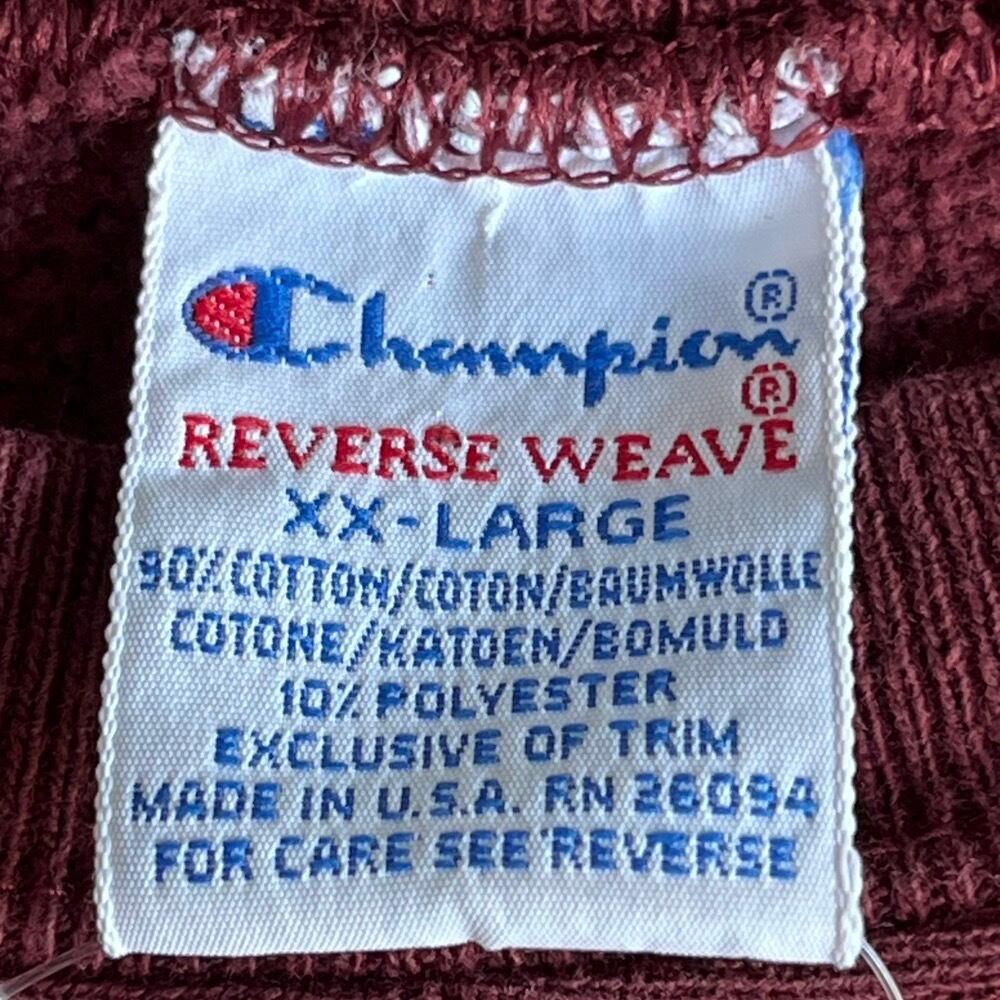 Champion®
REVERSE WEAVE®
XX-LARGE
90% COTTON/COTON/BAUMWOLLE
COTONE/KATOEN/BOMULD
10% POLYESTER
EXCLUSIVE OF TRIM
MADE IN U.S.A. RN 26094
FOR CARE SEE REVERSE